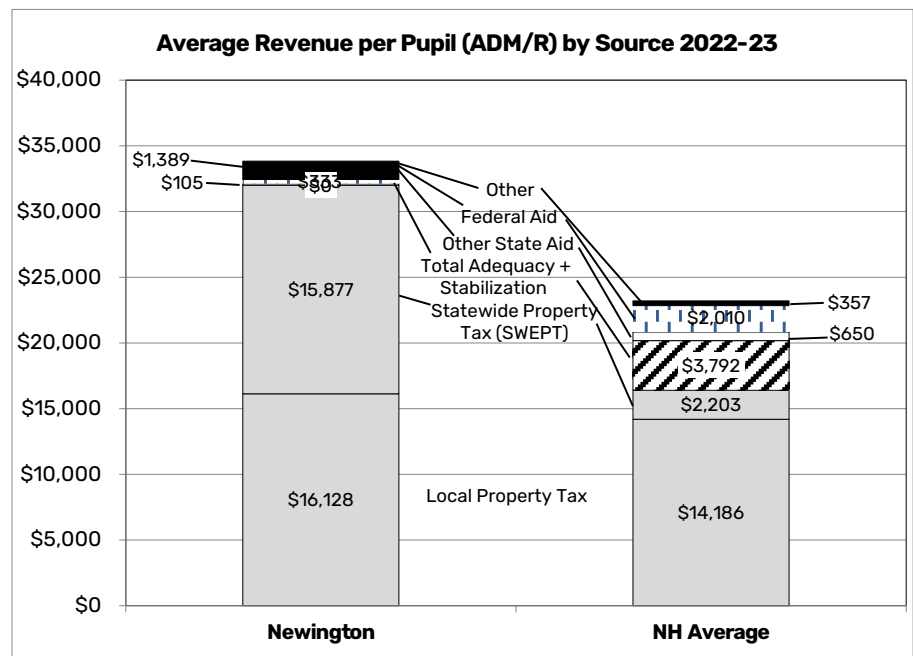 Average Revenue per Pupil (ADM/R) by Source 2022-23
$40,000
$35,000
$30,000
$25,000
$20,000
$15,000
$10,000
$5,000
$0
$1,389
$105
$333
$0
$15,877
$16,128
Other
Federal Aid
Other State Aid
Total Adequacy +
Stabilization
Statewide Property
Tax (SWEPT)
Local Property Tax
$357
$2,010
$650
$3,792
$2,203
$14,186
Newington
NH Average